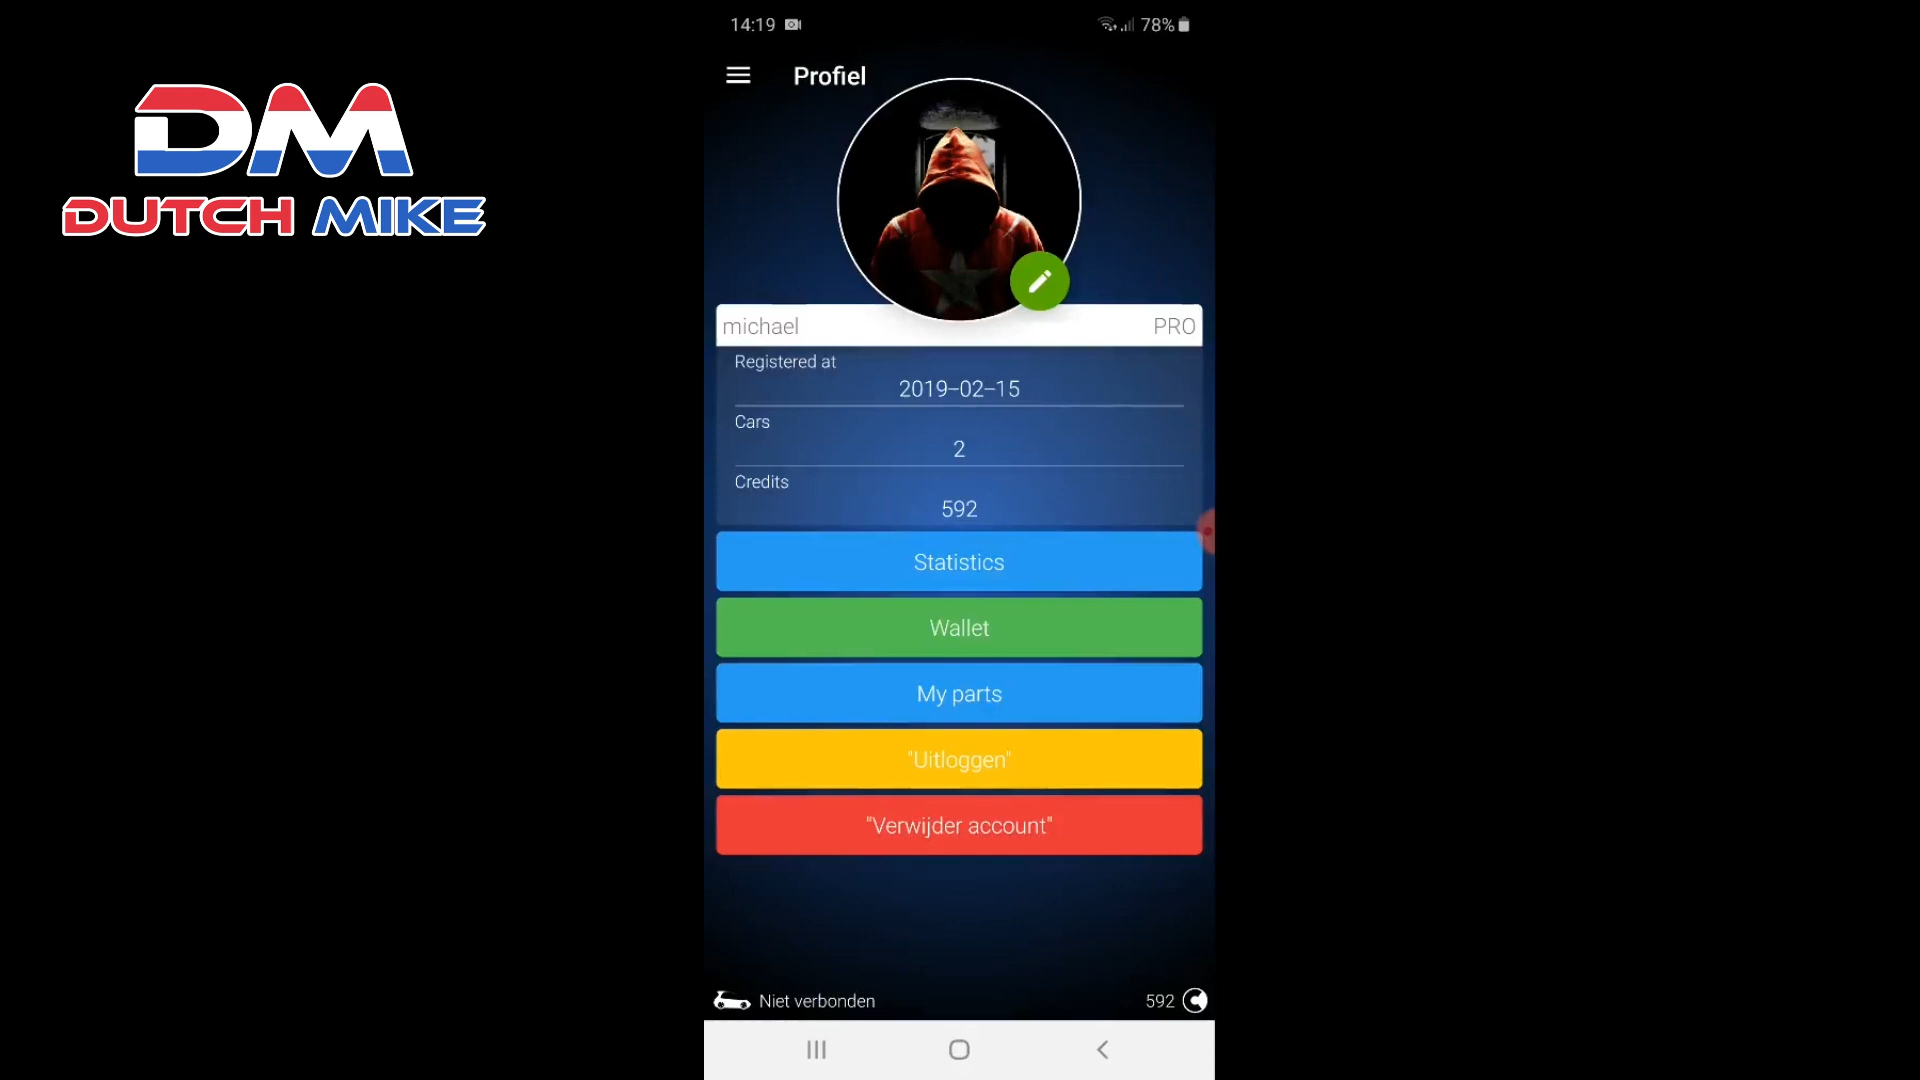 DM
DUTCH MIKE
14:19
78%
Profiel
michael
PRO
Registered at
2019-02-15
Cars
2
Credits
592
Statistics
Wallet
My parts
"Uitloggen"
"Verwijder account"
Niet verbonden
592